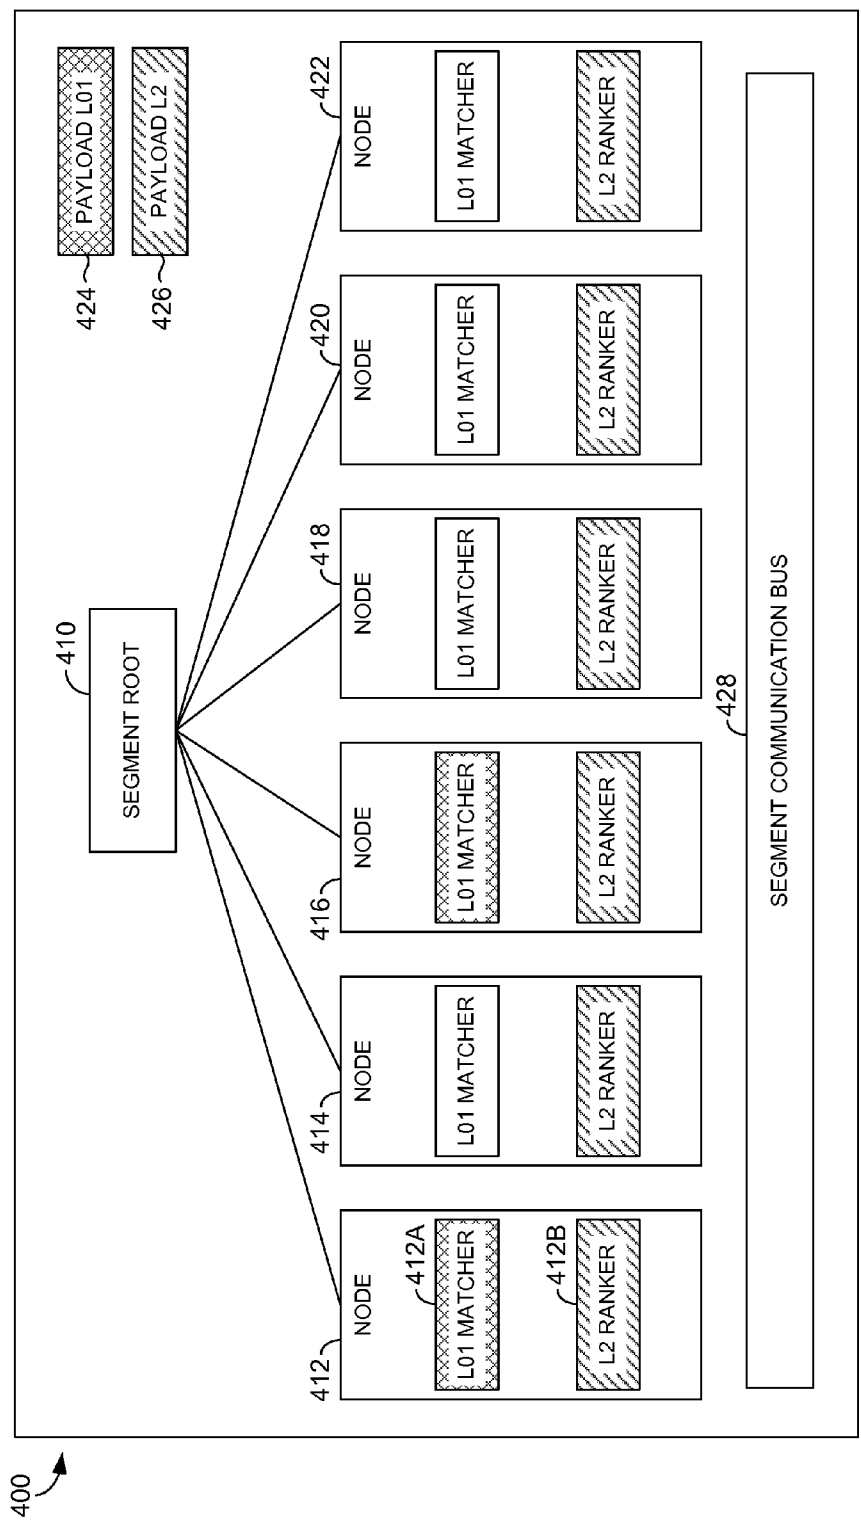 400
PAYLOAD L01
424
PAYLOAD L2
426
SEGMENT ROOT
410
412
NODE
L01 MATCHER
412A
L2 RANKER
412B
414
NODE
L01 MATCHER
L2 RANKER
416
NODE
L01 MATCHER
L2 RANKER
418
NODE
L01 MATCHER
L2 RANKER
420
NODE
L01 MATCHER
L2 RANKER
422
NODE
L01 MATCHER
L2 RANKER
428
SEGMENT COMMUNICATION BUS